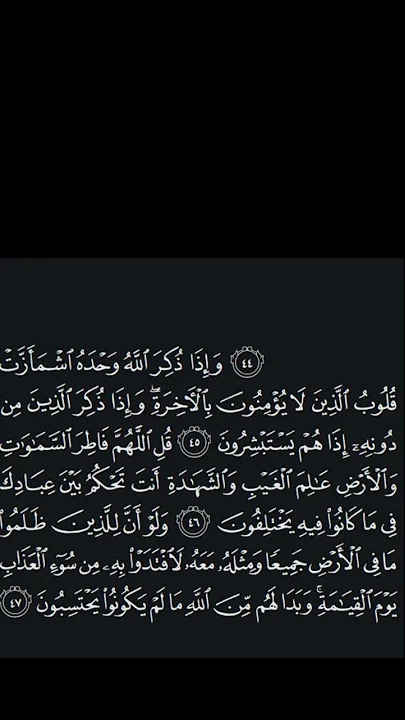 ٤٤ وَإِذَا ذُكِرَ ٱللَّهُ وَحْدَهُ ٱشْمَأَزَّتْ
قُلُوبُ ٱلَّذِينَ لَا يُؤْمِنُونَ بِٱلْأَخِرَةِۖ وَإِذَا ذُكِرَ ٱلَّذِينَ مِن
دُونِهِۦٓ إِذَا هُمْ يَسْتَبْشِرُونَ ٤٥ قُلِ ٱللَّهُمَّ فَاطِرَ ٱلسَّمَٰوَٰتِ
وَٱلْأَرْضِ عَٰلِمَ ٱلْغَيْبِ وَٱلشَّهَٰدَةِ أَنتَ تَحْكُمُ بَيْنَ عِبَادِكَ
فِي مَا كَانُوا۟ فِيهِ يَخْتَلِفُونَ ٤٦ وَلَوْ أَنَّ لِلَّذِينَ ظَلَمُوا۟
مَا فِي ٱلْأَرْضِ جَمِيعًا وَمِثْلَهُۥ مَعَهُۥ لَٱفْتَدَوْا۟ بِهِۦ مِن سُوٓءِ ٱلْعَذَابِ
يَوْمَ ٱلْقِيَٰمَةِۚ وَبَدَا لَهُم مِّنَ ٱللَّهِ مَا لَمْ يَكُونُوا۟ يَحْتَسِبُونَ ٤٧